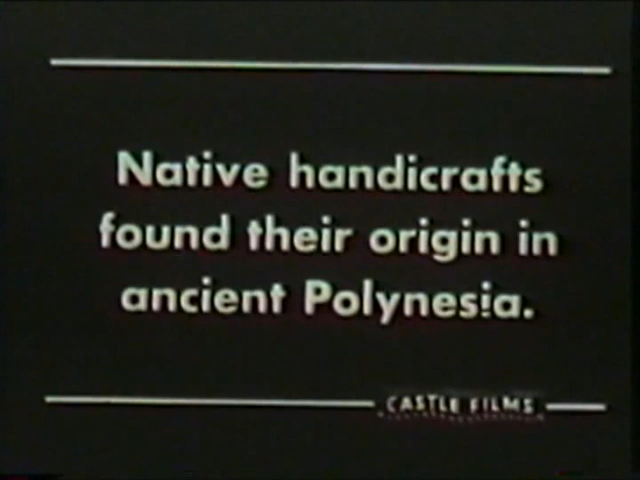 Native handicrafts
found their origin in
ancient Polynesia.
CASTLE FILMS